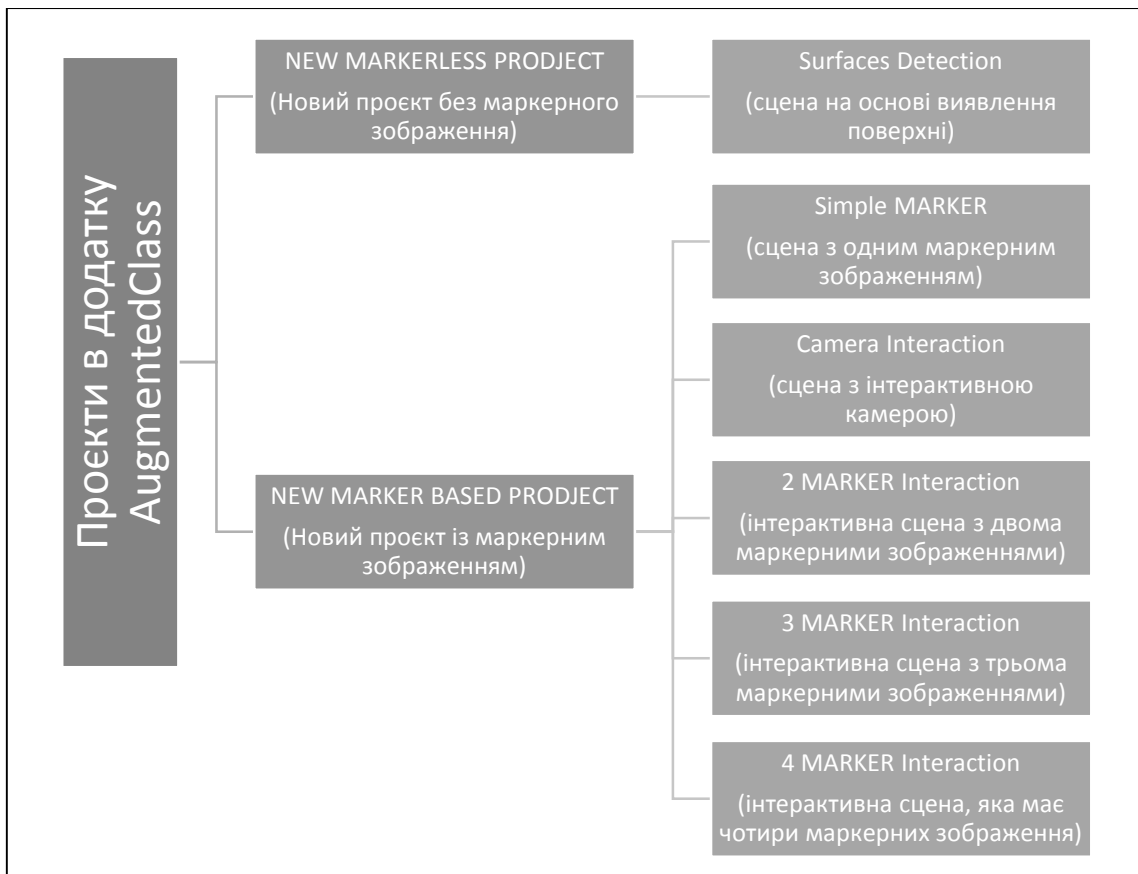 Проєкти в додатку
AugmentedClass
NEW MARKERLESS PRODJECT
(Новий проєкт без маркерного
зображення)
Surfaces Detection
(сцена на основі виявлення
поверхні)
NEW MARKER BASED PRODJECT
(Новий проєкт із маркерним
зображенням)
Simple MARKER
(сцена з одним маркерним
зображенням)
Camera Interaction
(сцена з інтерактивною
камерою)
2 MARKER Interaction
(інтерактивна сцена з двома
маркерними зображеннями)
3 MARKER Interaction
(інтерактивна сцена з трьома
маркерними зображеннями)
4 MARKER Interaction
(інтерактивна сцена, яка має
чотири маркерних зображення)